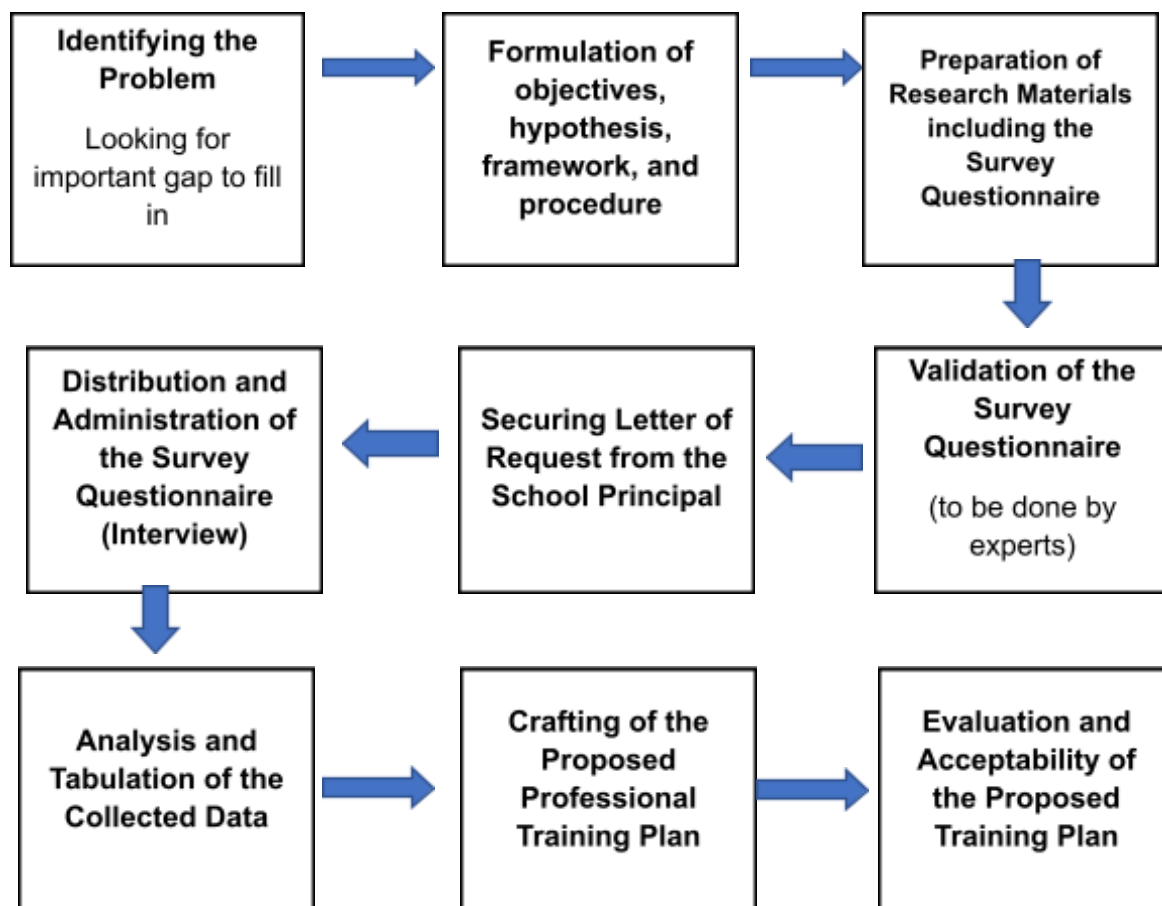 Identifying the
Problem
Looking for
important gap to fill
in
Formulation of
objectives,
hypothesis,
framework, and
procedure
Preparation of
Research Materials
including the
Survey
Questionnaire
Validation of the
Survey
Questionnaire
(to be done by
experts)
Securing Letter of
Request from the
School Principal
Distribution and
Administration of
the Survey
Questionnaire
(Interview)
Analysis and
Tabulation of the
Collected Data
Crafting of the
Proposed
Professional
Training Plan
Evaluation and
Acceptability of
the Proposed
Training Plan